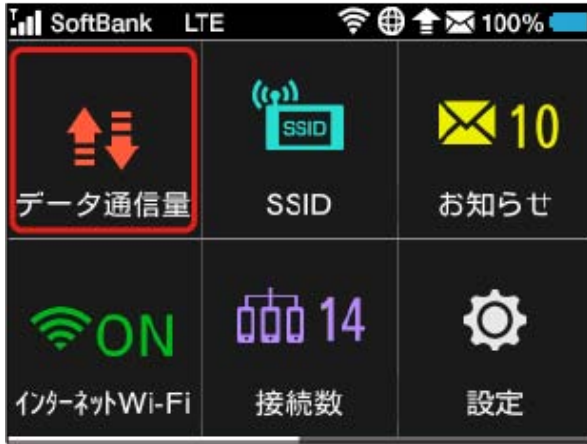 SoftBank LTE 100%
SSID
10
データ通信量 SSID お知らせ
ON 14
インターネットWi-Fi 接続数 設定